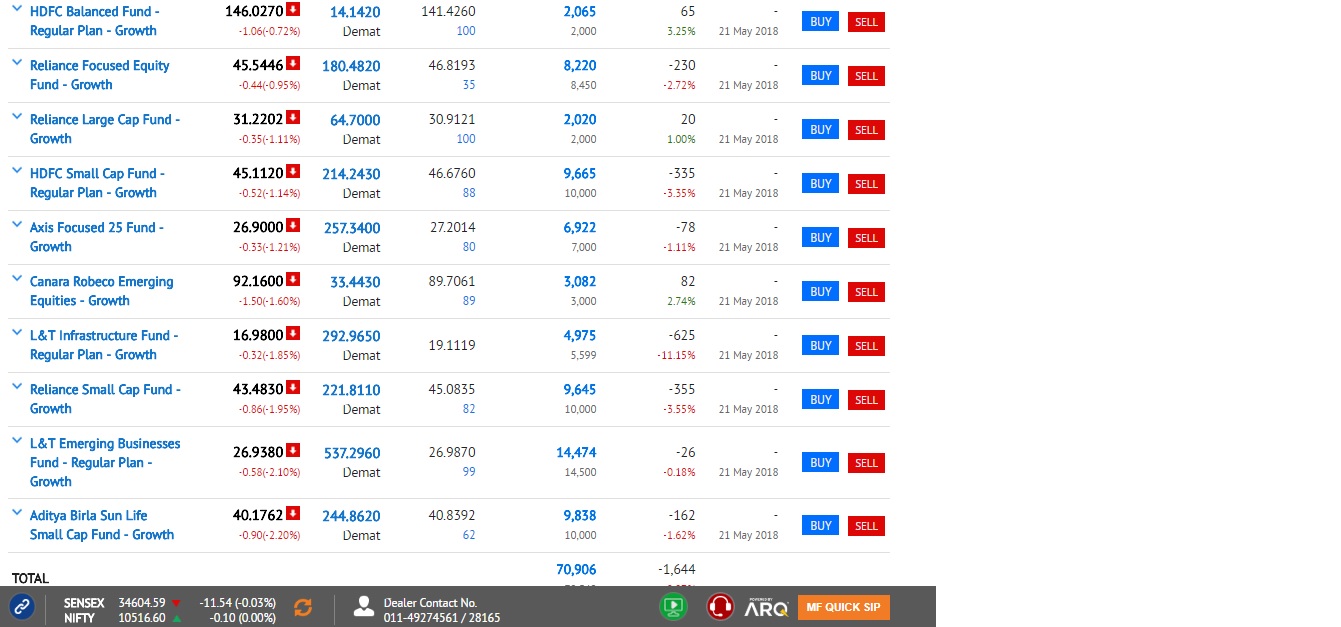 HDFC Balanced Fund - 146.0270 14.1420 141.4260 2,065 65 -
Regular Plan - Growth -1.06(-0.72%) Demat 100 2,000 3.25% 21 May 2018 BUY SELL
Reliance Focused Equity 45.5446 180.4820 46.8193 8,220 -230 -
Fund - Growth -0.44(-0.95%) Demat 35 8,450 -2.72% 21 May 2018 BUY SELL
Reliance Large Cap Fund - 31.2202 64.7000 30.9121 2,020 20 -
Growth -0.35(-1.11%) Demat 100 2,000 1.00% 21 May 2018 BUY SELL
HDFC Small Cap Fund - 45.1120 214.2430 46.6760 9,665 -335 -
Regular Plan - Growth -0.52(-1.14%) Demat 88 10,000 -3.35% 21 May 2018 BUY SELL
Axis Focused 25 Fund - 26.9000 257.3400 27.2014 6,922 -78 -
Growth -0.33(-1.21%) Demat 80 7,000 -1.11% 21 May 2018 BUY SELL
Canara Robeco Emerging 92.1600 33.4430 89.7061 3,082 82 -
Equities - Growth -1.50(-1.60%) Demat 89 3,000 2.74% 21 May 2018 BUY SELL
L&T Infrastructure Fund - 16.9800 292.9650 19.1119 4,975 -625 -
Regular Plan - Growth -0.32(-1.85%) Demat 5,599 -11.15% 21 May 2018 BUY SELL
Reliance Small Cap Fund - 43.4830 221.8110 45.0835 9,645 -355 -
Growth -0.86(-1.95%) Demat 82 10,000 -3.55% 21 May 2018 BUY SELL
L&T Emerging Businesses 26.9380 537.2960 26.9870 14,474 -26 -
Fund - Regular Plan - -0.58(-2.10%) Demat 99 14,500 -0.18% 21 May 2018 BUY SELL
Growth
Aditya Birla Sun Life 40.1762 244.8620 40.8392 9,838 -162 -
Small Cap Fund - Growth -0.90(-2.20%) Demat 62 10,000 -1.62% 21 May 2018 BUY SELL
TOTAL 70,906 -1,644
SENSEX 34604.59 -11.54 (-0.03%) Dealer Contact No. POWERED BY ARQ MF QUICK SIP
NIFTY 10516.60 -0.10 (0.00%) 011-49274561 / 28165